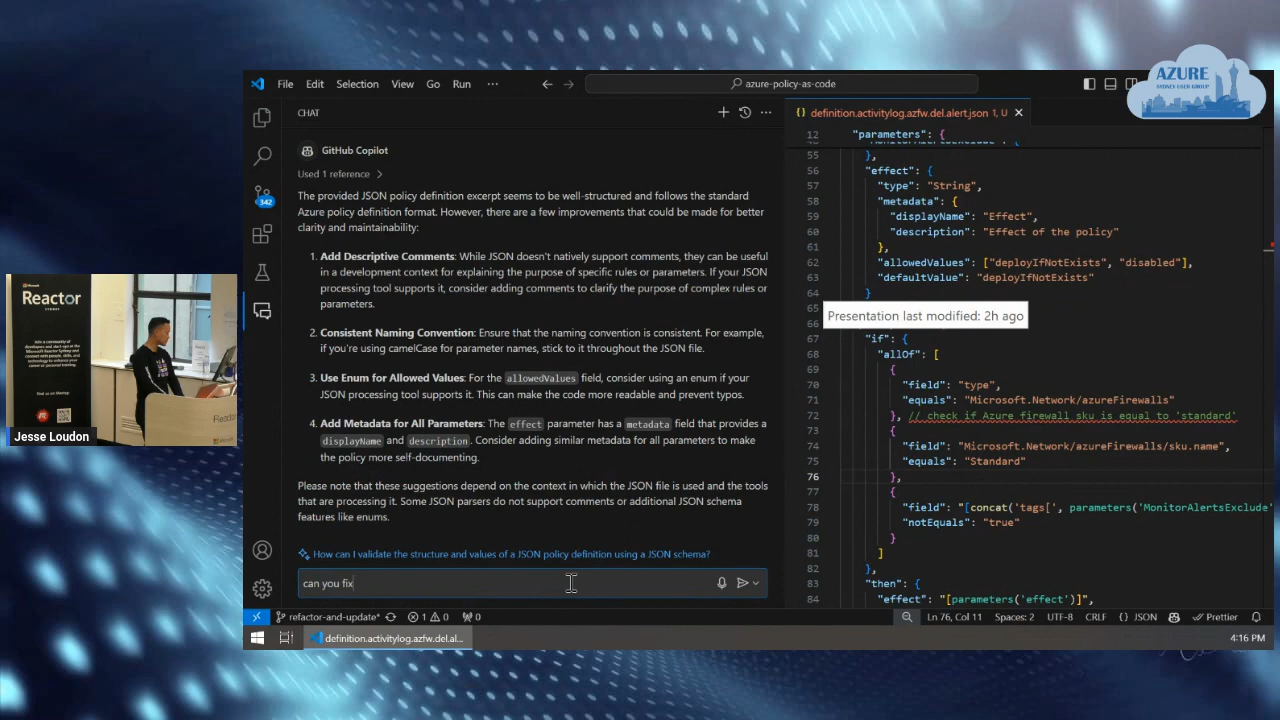 AZURE
SYDNEY USER GROUP
File Edit Selection View Go Run ···
azure-policy-as-code
CHAT
GitHub Copilot
Used 1 reference
The provided JSON policy definition excerpt seems to be well-structured and follows the standard
Azure policy definition format. However, there are a few improvements that could be made for better
clarity and maintainability:
1. Add Descriptive Comments: While JSON doesn't natively support comments, they can be useful
in a development context for explaining the purpose of specific rules or parameters. If your JSON
processing tool supports it, consider adding comments to clarify the purpose of complex rules or
parameters.
2. Consistent Naming Convention: Ensure that the naming convention is consistent. For example,
if you're using camelCase for parameter names, stick to it throughout the JSON file.
3. Use Enum for Allowed Values: For the allowedValues field, consider using an enum if your
JSON processing tool supports it. This can make the code more readable and prevent typos.
4. Add Metadata for All Parameters: The effect parameter has a metadata field that provides a
displayName and description. Consider adding similar metadata for all parameters to make
the policy more self-documenting.
Please note that these suggestions depend on the context in which the JSON file is used and the tools
that are processing it. Some JSON parsers do not support comments or additional JSON schema
features like enums.
How can I validate the structure and values of a JSON policy definition using a JSON schema?
can you fix
342
{} definition.activitylog.azfw.del.alert.json 1, U
12 "parameters": {
55 },
56 "effect": {
57 "type": "String",
58 "metadata": {
59 "displayName": "Effect",
60 "description": "Effect of the policy"
61 },
62 "allowedValues": ["deployIfNotExists", "disabled"],
63 "defaultValue": "deployIfNotExists"
64 }
65
Presentation last modified: 2h ago
66
67 "if": {
68 "allOf": [
69 {
70 "field": "type",
71 "equals": "Microsoft.Network/azureFirewalls"
72 }, // check if Azure firewall sku is equal to 'standard'
73 {
74 "field": "Microsoft.Network/azureFirewalls/sku.name",
75 "equals": "Standard"
76 },
77 {
78 "field": "[concat('tags[', parameters('MonitorAlertsExclude'
79 "notEquals": "true"
80 }
81 ]
82 },
83 "then": {
84 "effect": "[parameters('effect')]",
refactor-and-update* 1 0 0
Ln 76, Col 11 Spaces: 2 UTF-8 CRLF {} JSON Prettier
definition.activitylog.azfw.del.al...
4:16 PM
Microsoft
Reactor
SYDNEY
Jesse Loudon